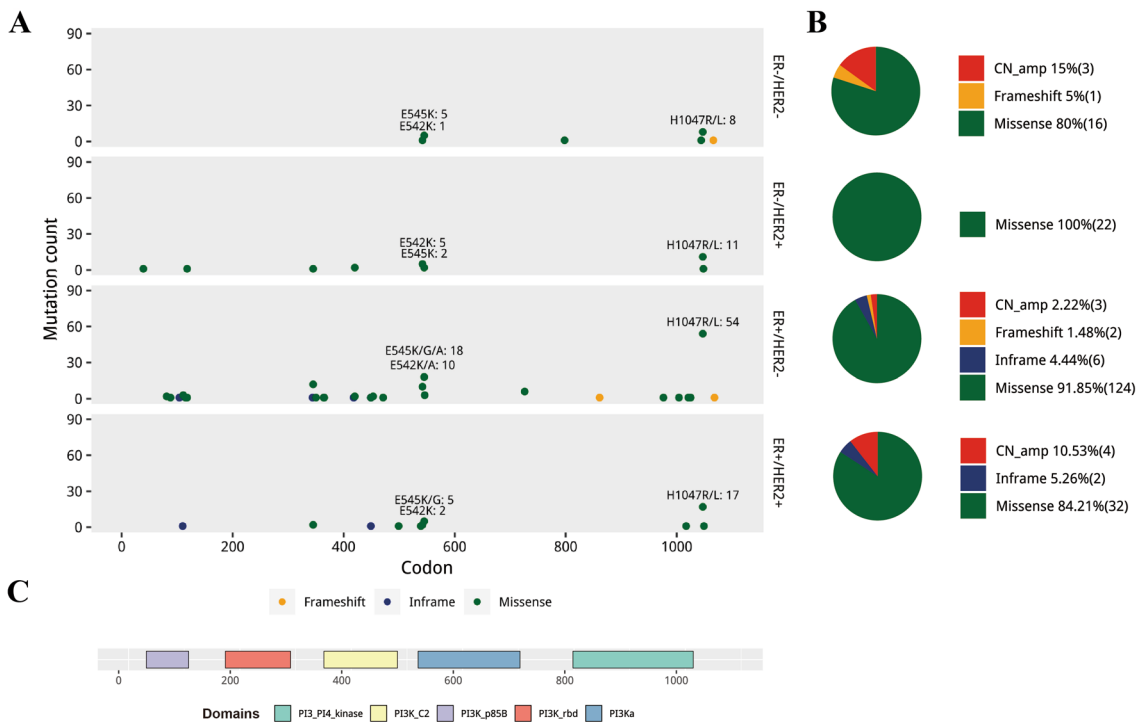 A
B
90
60
30
0
E545K: 5
E542K: 1
H1047R/L: 8
ER-/HER2-
CN_amp 15%(3)
Frameshift 5%(1)
Missense 80%(16)
90
60
30
0
E542K: 5
E545K: 2
H1047R/L: 11
ER-/HER2+
Missense 100%(22)
Mutation count
90
60
30
0
E545K/G/A: 18
E542K/A: 10
H1047R/L: 54
ER+/HER2-
CN_amp 2.22%(3)
Frameshift 1.48%(2)
Inframe 4.44%(6)
Missense 91.85%(124)
90
60
30
0
E545K/G: 5
E542K: 2
H1047R/L: 17
ER+/HER2+
CN_amp 10.53%(4)
Inframe 5.26%(2)
Missense 84.21%(32)
0 200 400 600 800 1000
Codon
C
Frameshift Inframe Missense
0 200 400 600 800 1000
Domains PI3_PI4_kinase PI3K_C2 PI3K_p85B PI3K_rbd PI3Ka